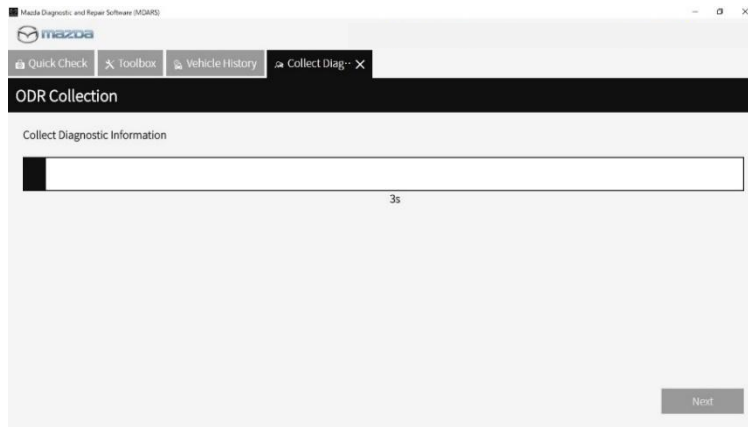 Mazda Diagnostic and Repair Software (MDARS)
mazda
Quick Check Toolbox Vehicle History Collect Diag··
ODR Collection
Collect Diagnostic Information
3s
Next